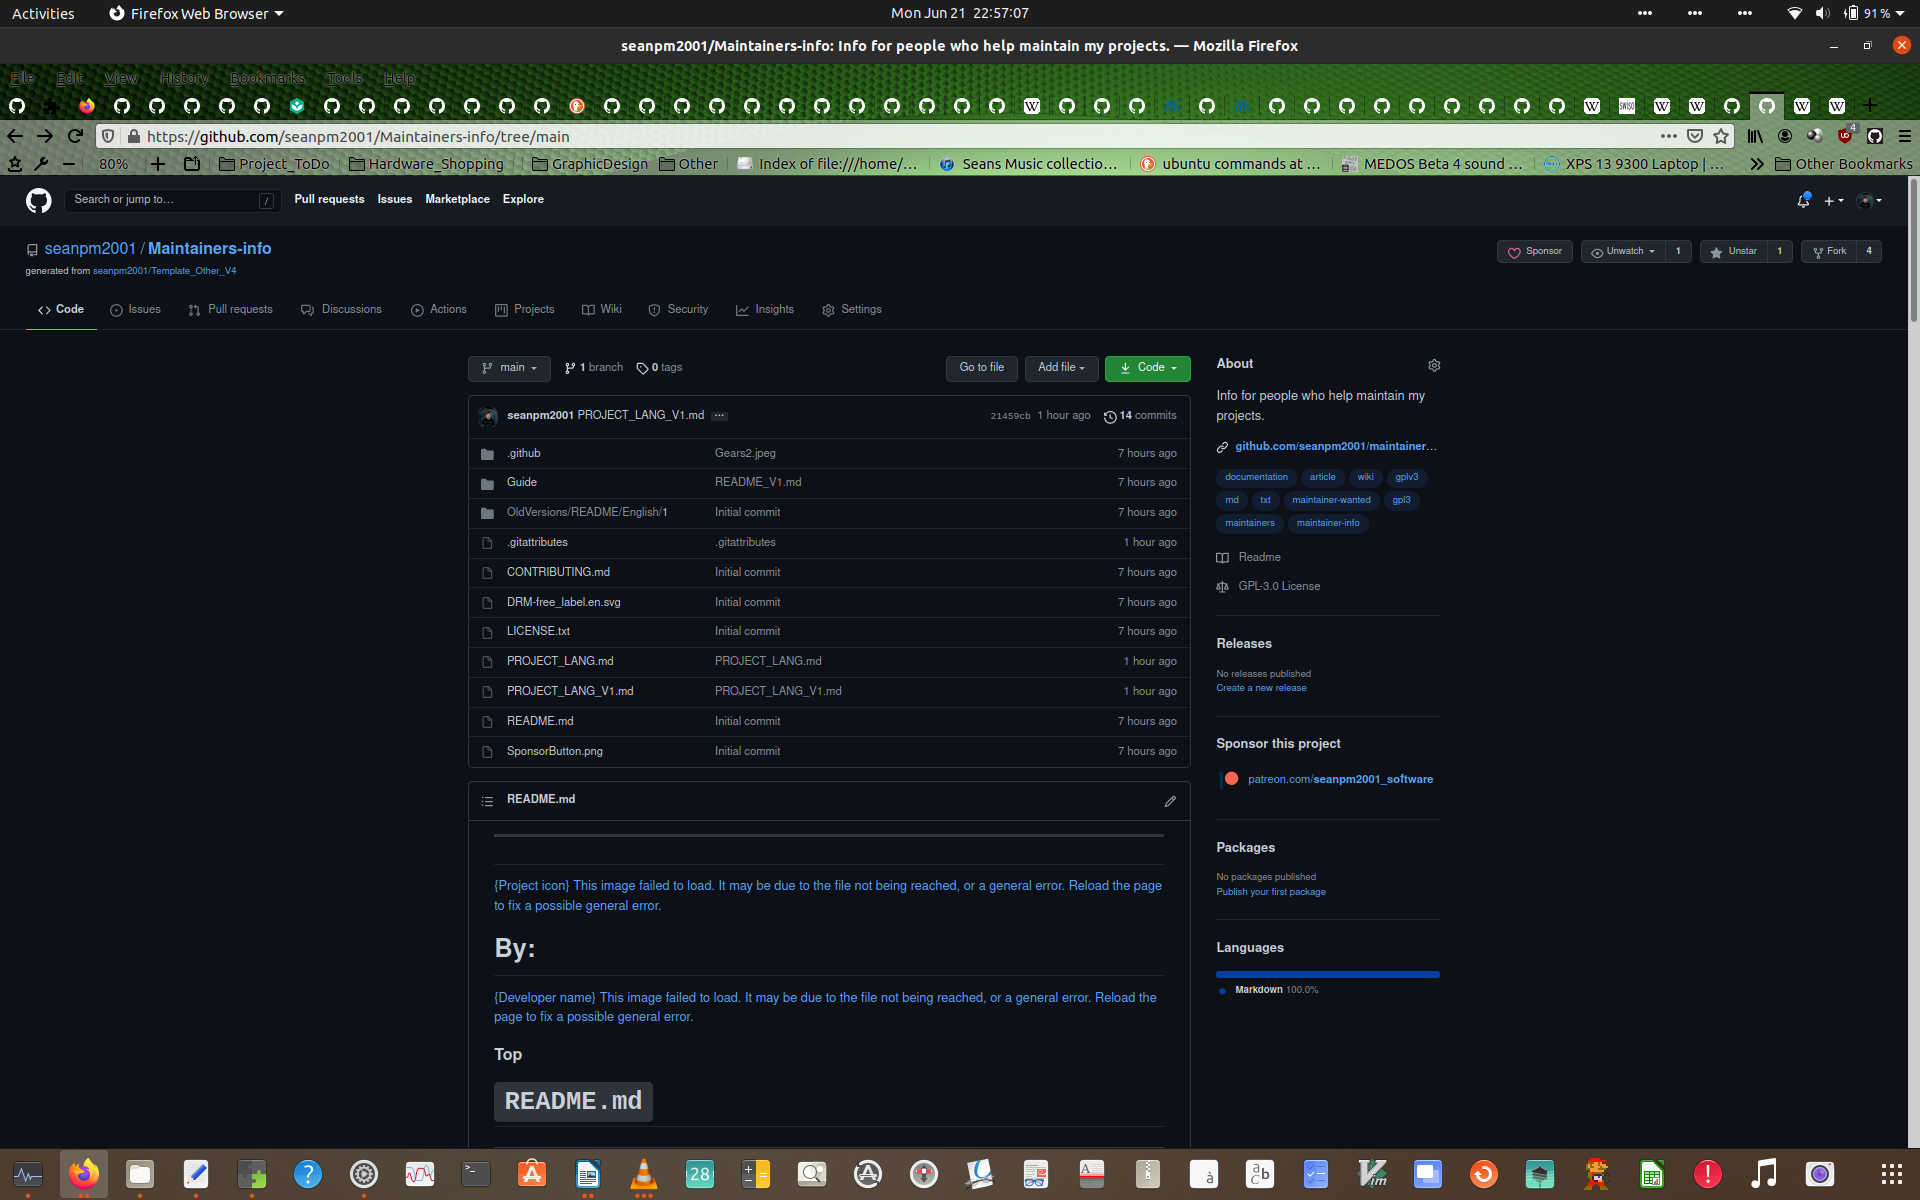 Activities Firefox Web Browser Mon Jun 21 22:57:07 91 %
seanpm2001/Maintainers-info: Info for people who help maintain my projects. — Mozilla Firefox
File Edit View History Bookmarks Tools Help
https://github.com/seanpm2001/Maintainers-info/tree/main 4
80% Project_ToDo Hardware_Shopping GraphicDesign Other Index of file:///home/... Seans Music collectio... ubuntu commands at ... MEDOS Beta 4 sound ... XPS 13 9300 Laptop | ... Other Bookmarks
Search or jump to... / Pull requests Issues Marketplace Explore
seanpm2001 / Maintainers-info
Sponsor Unwatch 1 Unstar 1 Fork 4
generated from seanpm2001/Template_Other_V4
Code Issues Pull requests Discussions Actions Projects Wiki Security Insights Settings
main 1 branch 0 tags Go to file Add file Code
seanpm2001 PROJECT_LANG_V1.md ... 21459cb 1 hour ago 14 commits
.github Gears2.jpeg 7 hours ago
Guide README_V1.md 7 hours ago
OldVersions/README/English/1 Initial commit 7 hours ago
.gitattributes .gitattributes 1 hour ago
CONTRIBUTING.md Initial commit 7 hours ago
DRM-free_label.en.svg Initial commit 7 hours ago
LICENSE.txt Initial commit 7 hours ago
PROJECT_LANG.md PROJECT_LANG.md 1 hour ago
PROJECT_LANG_V1.md PROJECT_LANG_V1.md 1 hour ago
README.md Initial commit 7 hours ago
SponsorButton.png Initial commit 7 hours ago
README.md
{Project icon} This image failed to load. It may be due to the file not being reached, or a general error. Reload the page
to fix a possible general error.
By:
{Developer name} This image failed to load. It may be due to the file not being reached, or a general error. Reload the
page to fix a possible general error.
Top
README.md
About
Info for people who help maintain my
projects.
github.com/seanpm2001/maintainer...
documentation article wiki gplv3
md txt maintainer-wanted gpl3
maintainers maintainer-info
Readme
GPL-3.0 License
Releases
No releases published
Create a new release
Sponsor this project
patreon.com/seanpm2001_software
Packages
No packages published
Publish your first package
Languages
Markdown 100.0%
28